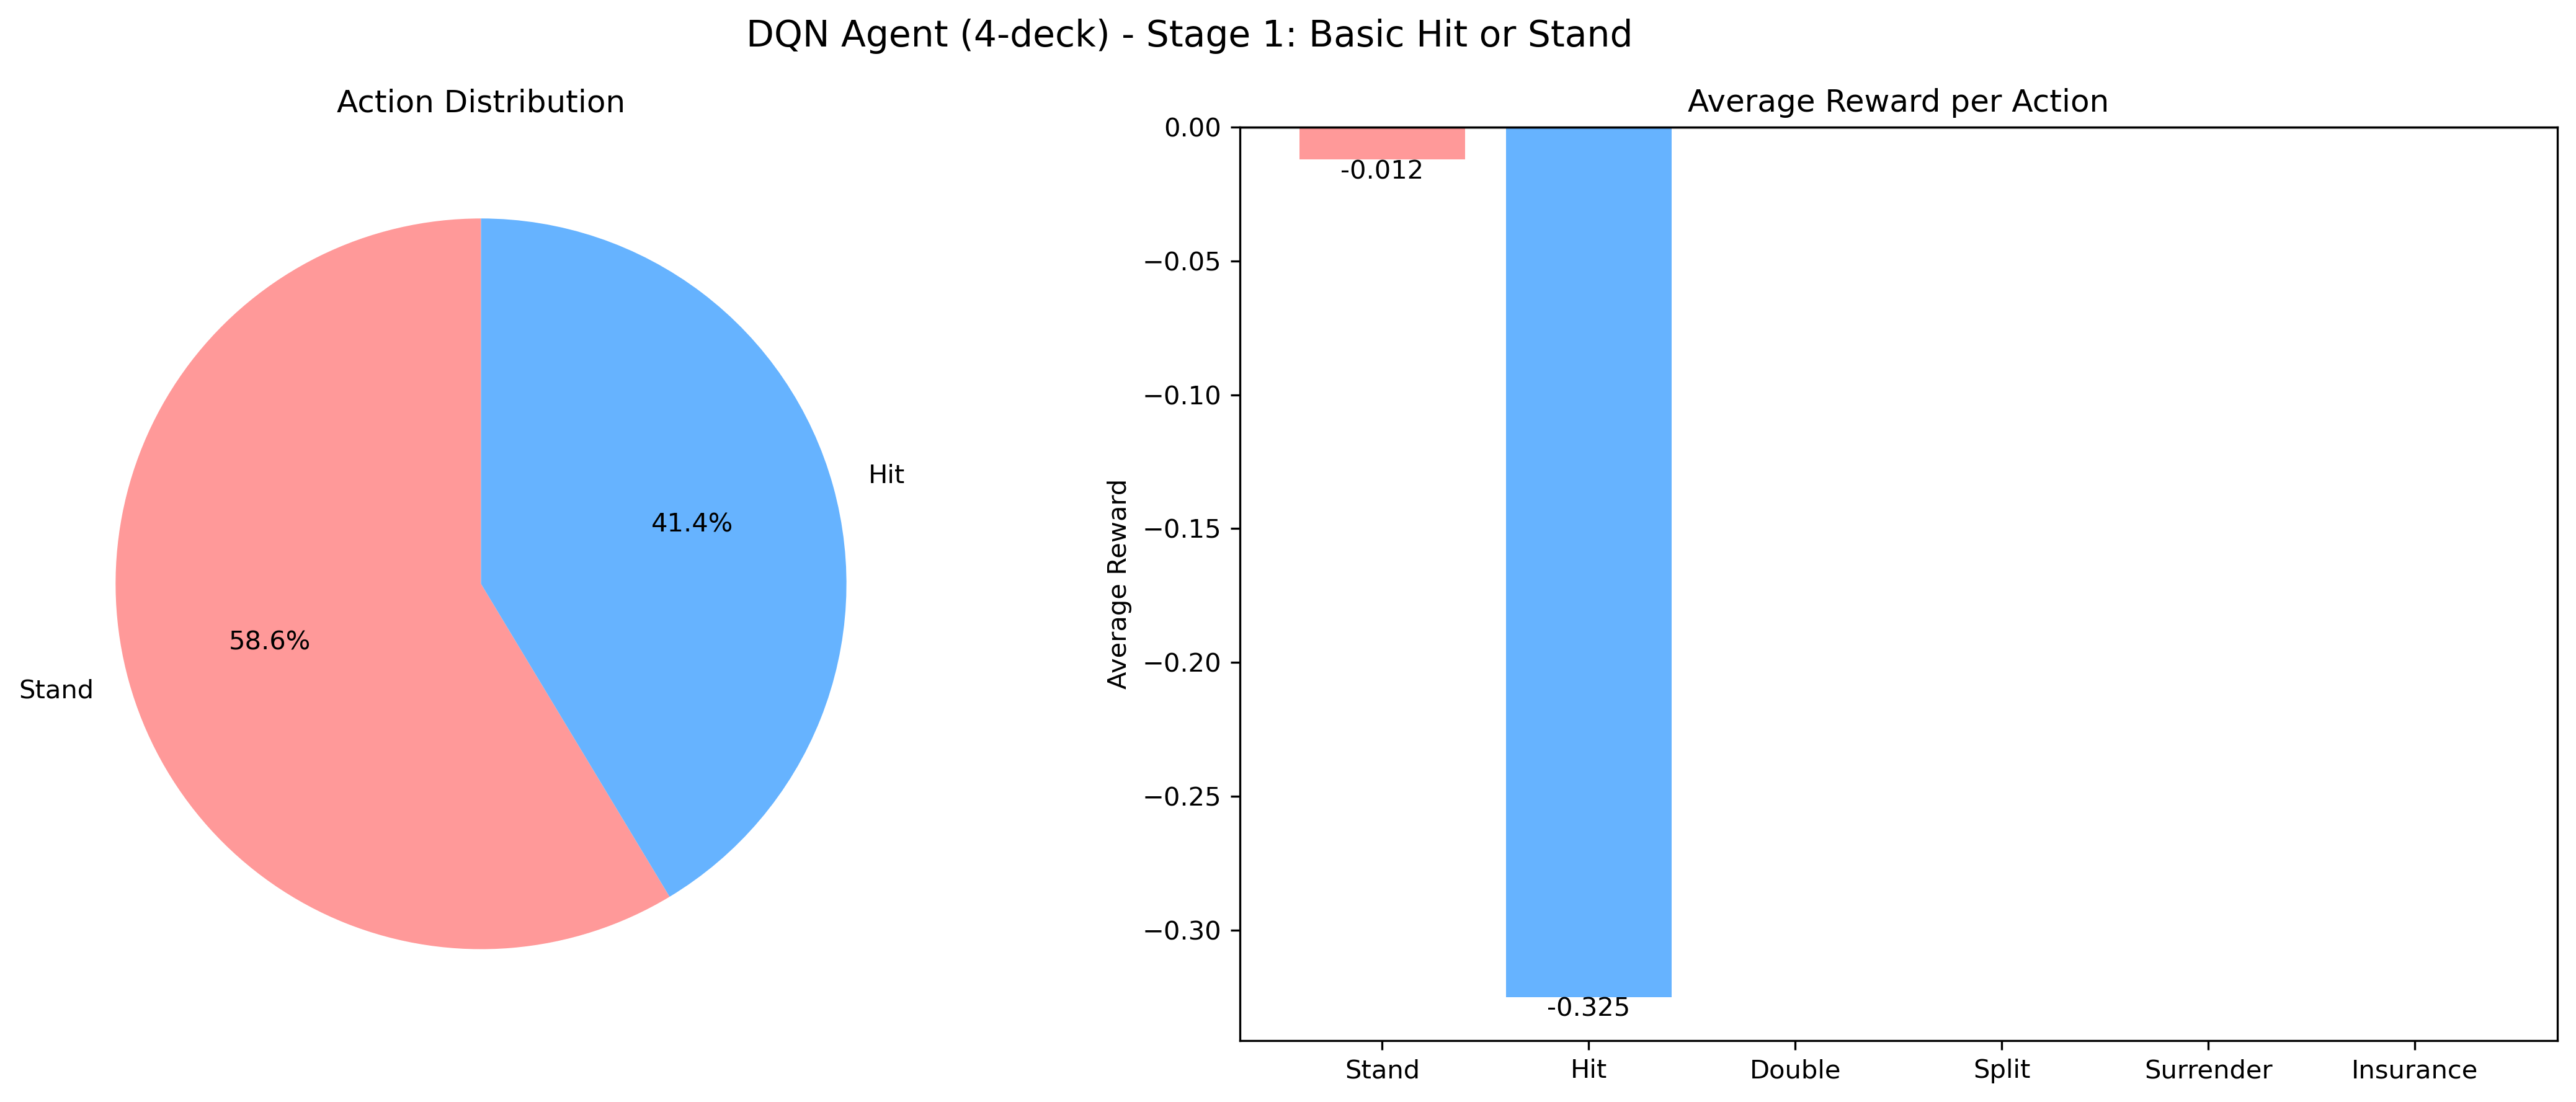 DQN Agent (4-deck) - Stage 1: Basic Hit or Stand
Action Distribution
Hit
41.4%
58.6%
Stand
Average Reward per Action
Average Reward
0.00
−0.05
−0.10
−0.15
−0.20
−0.25
−0.30
-0.012
-0.325
Stand Hit Double Split Surrender Insurance